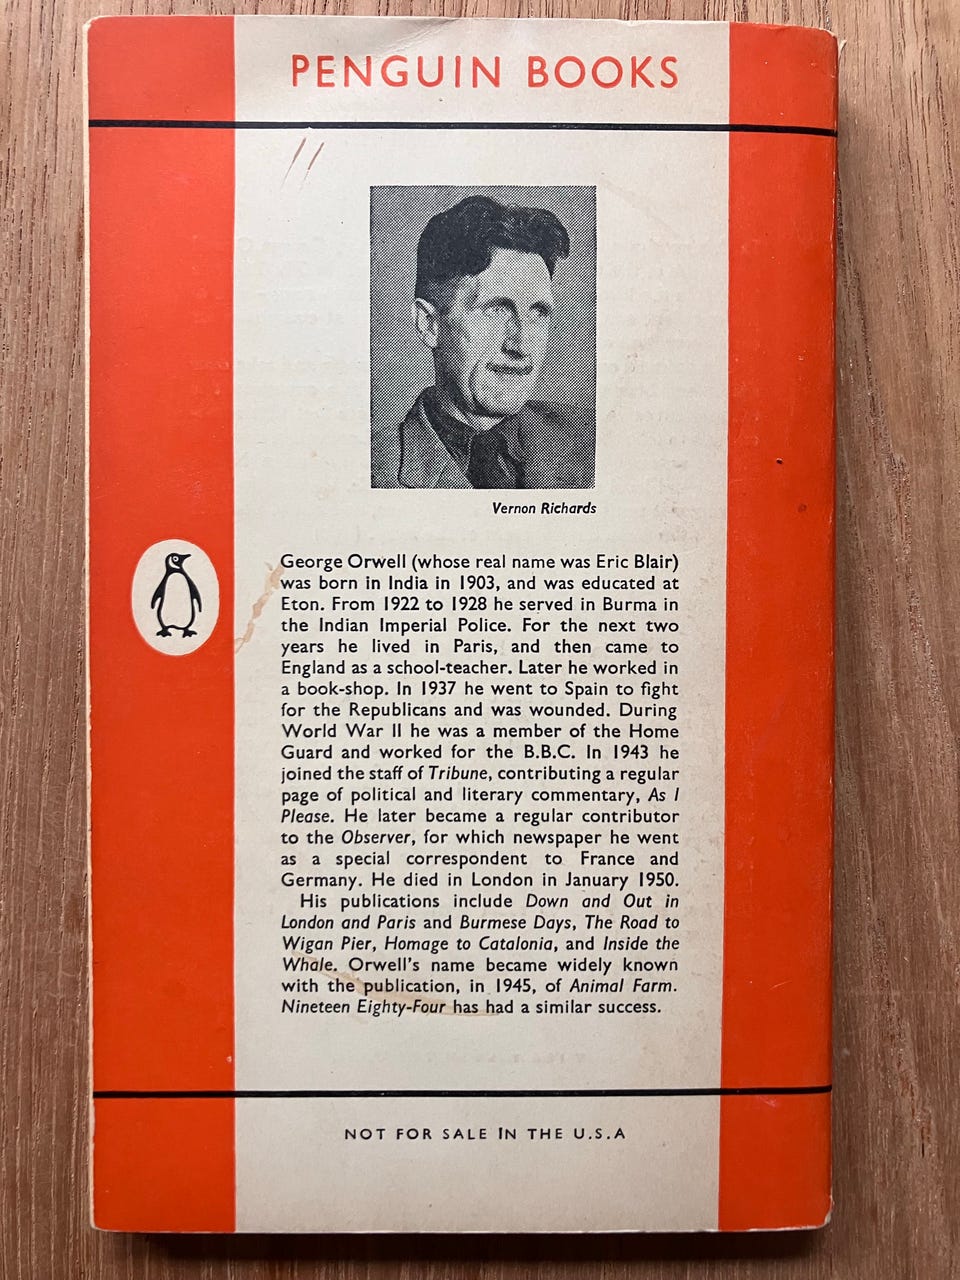 PENGUIN BOOKS
Vernon Richards
George Orwell (whose real name was Eric Blair)
was born in India in 1903, and was educated at
Eton. From 1922 to 1928 he served in Burma in
the Indian Imperial Police. For the next two
years he lived in Paris, and then came to
England as a school-teacher. Later he worked in
a book-shop. In 1937 he went to Spain to fight
for the Republicans and was wounded. During
World War II he was a member of the Home
Guard and worked for the B.B.C. In 1943 he
joined the staff of Tribune, contributing a regular
page of political and literary commentary, As I
Please. He later became a regular contributor
to the Observer, for which newspaper he went
as a special correspondent to France and
Germany. He died in London in January 1950.
His publications include Down and Out in
London and Paris and Burmese Days, The Road to
Wigan Pier, Homage to Catalonia, and Inside the
Whale. Orwell's name became widely known
with the publication, in 1945, of Animal Farm.
Nineteen Eighty-Four has had a similar success.
NOT FOR SALE IN THE U.S.A